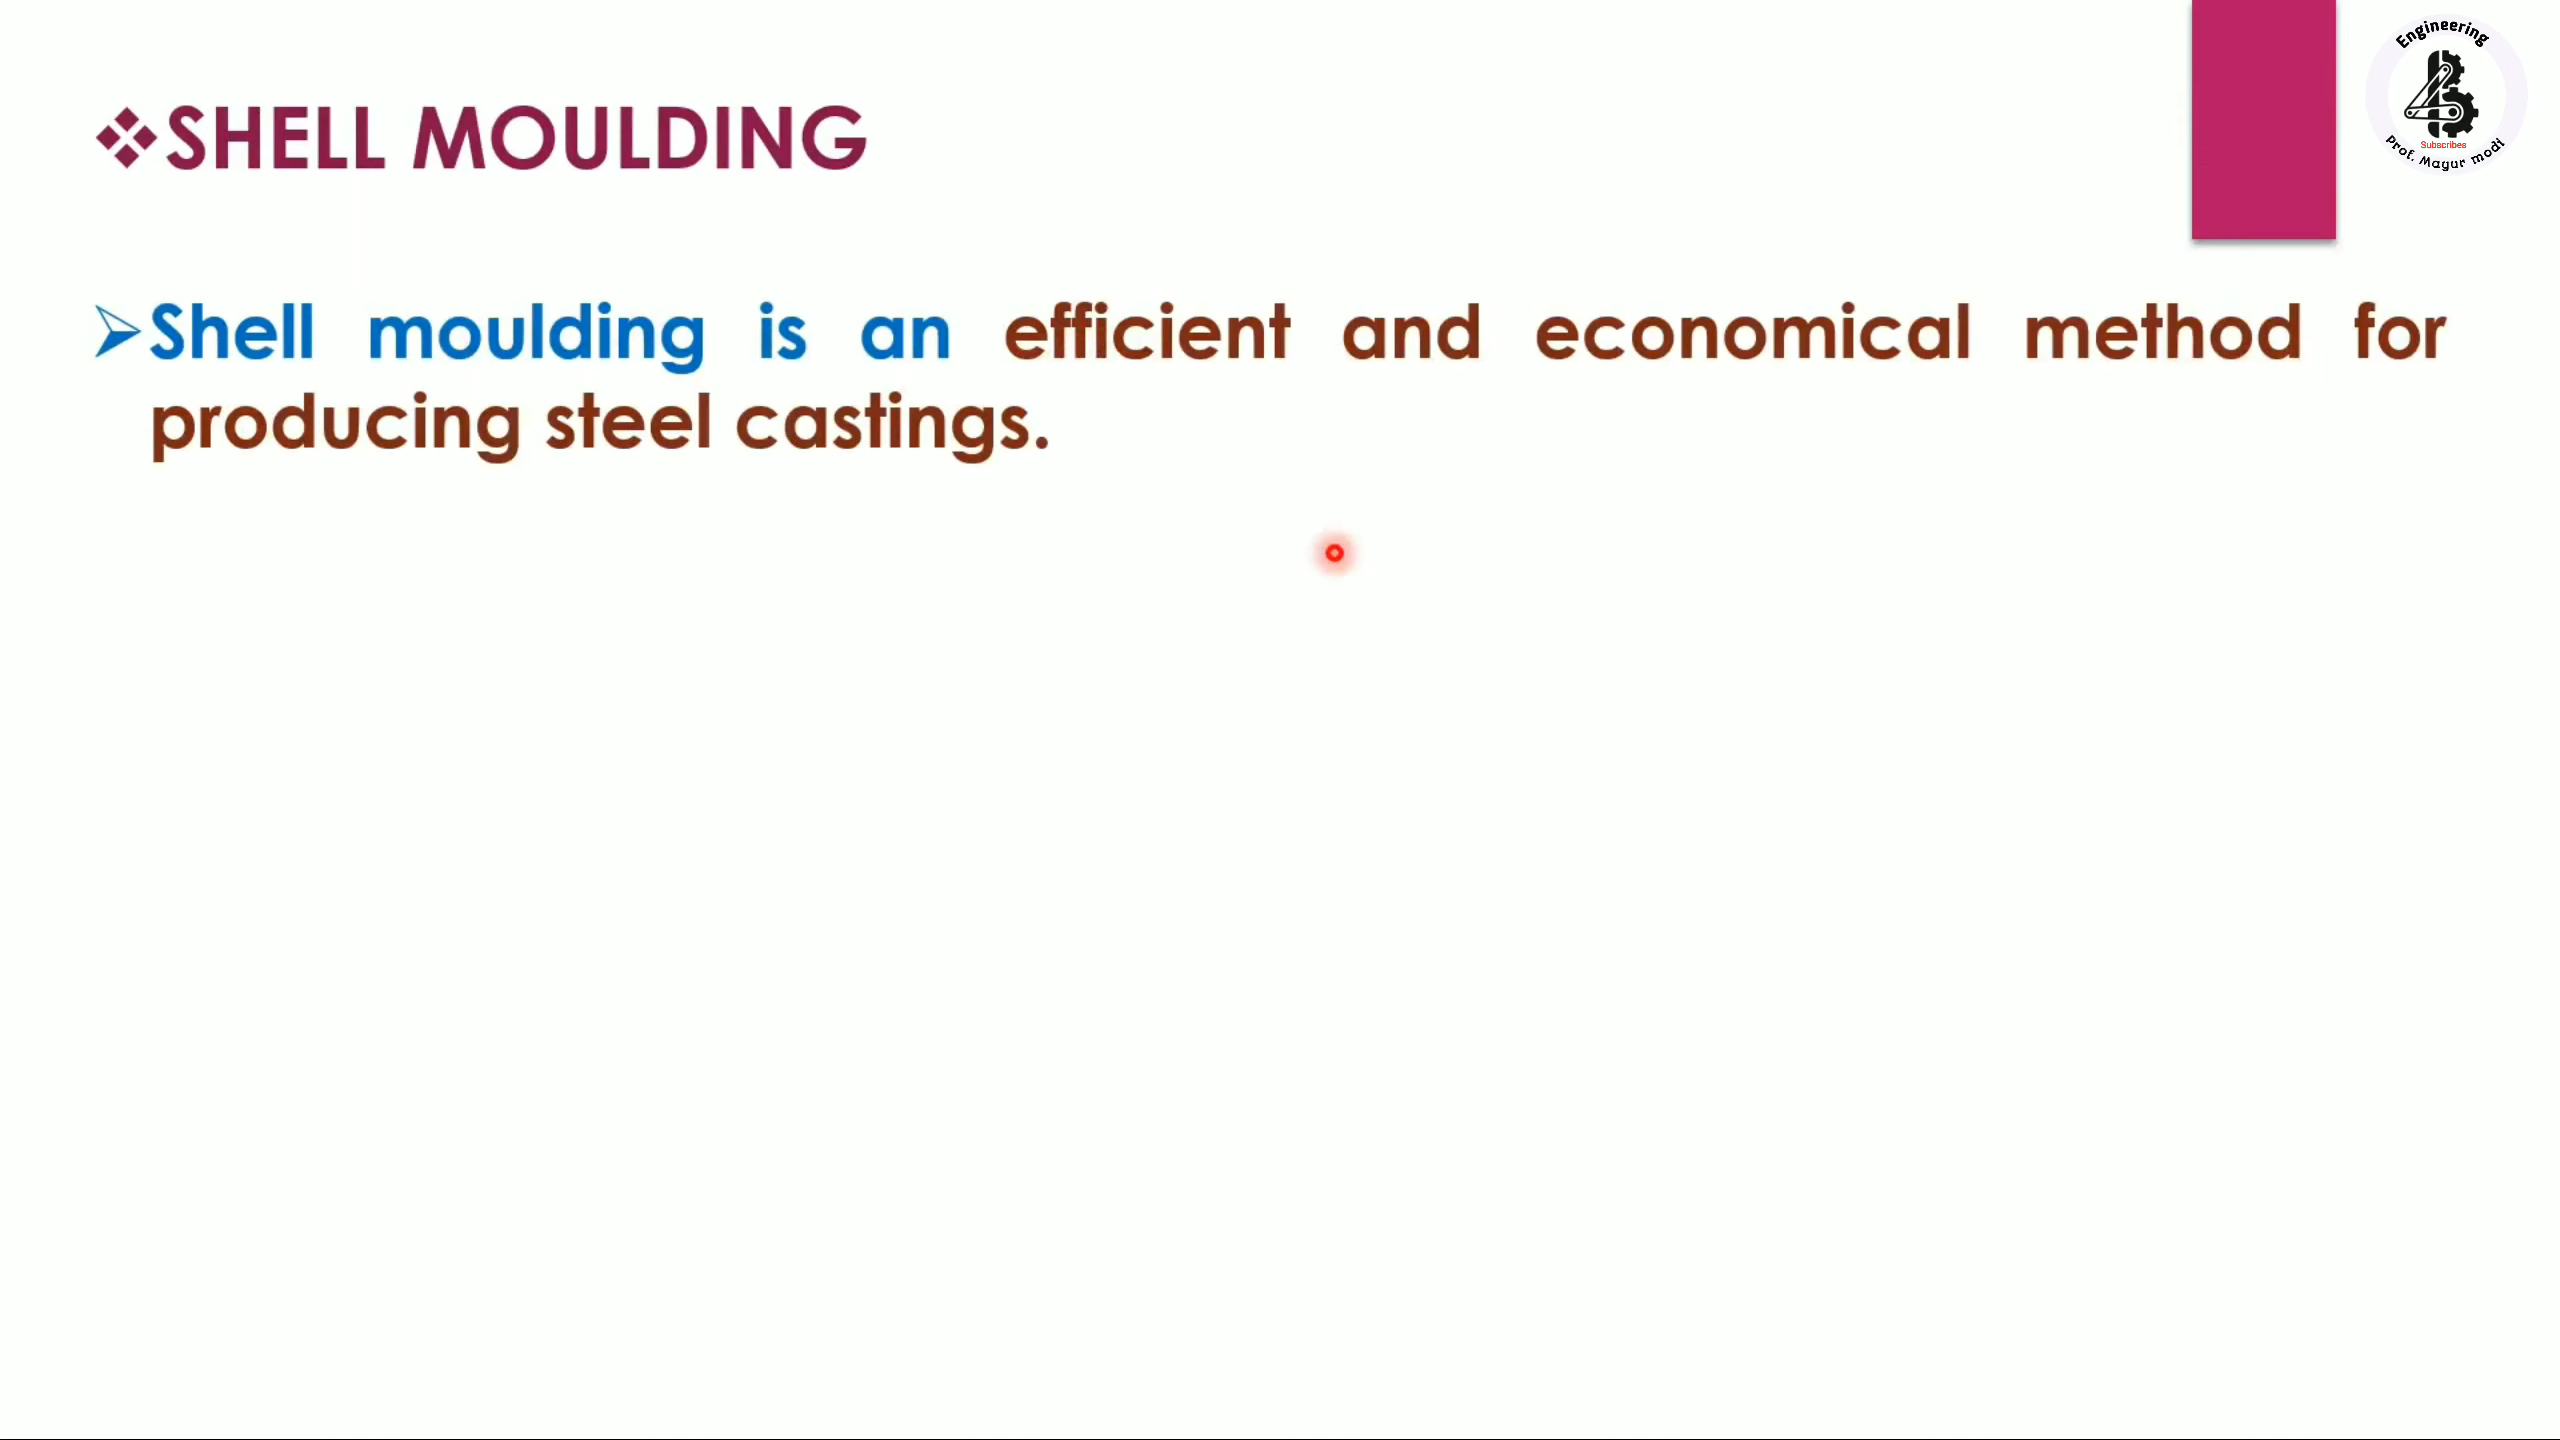 ❖SHELL MOULDING
Engineering
Subscribes
Prof. Mayur modi
➢Shell moulding is an efficient and economical method for
producing steel castings.